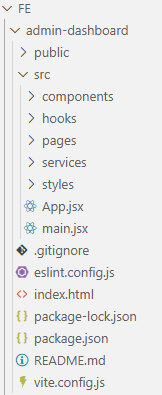 FE
admin-dashboard
public
src
components
hooks
pages
services
styles
App.jsx
main.jsx
.gitignore
eslint.config.js
index.html
package-lock.json
package.json
README.md
vite.config.js